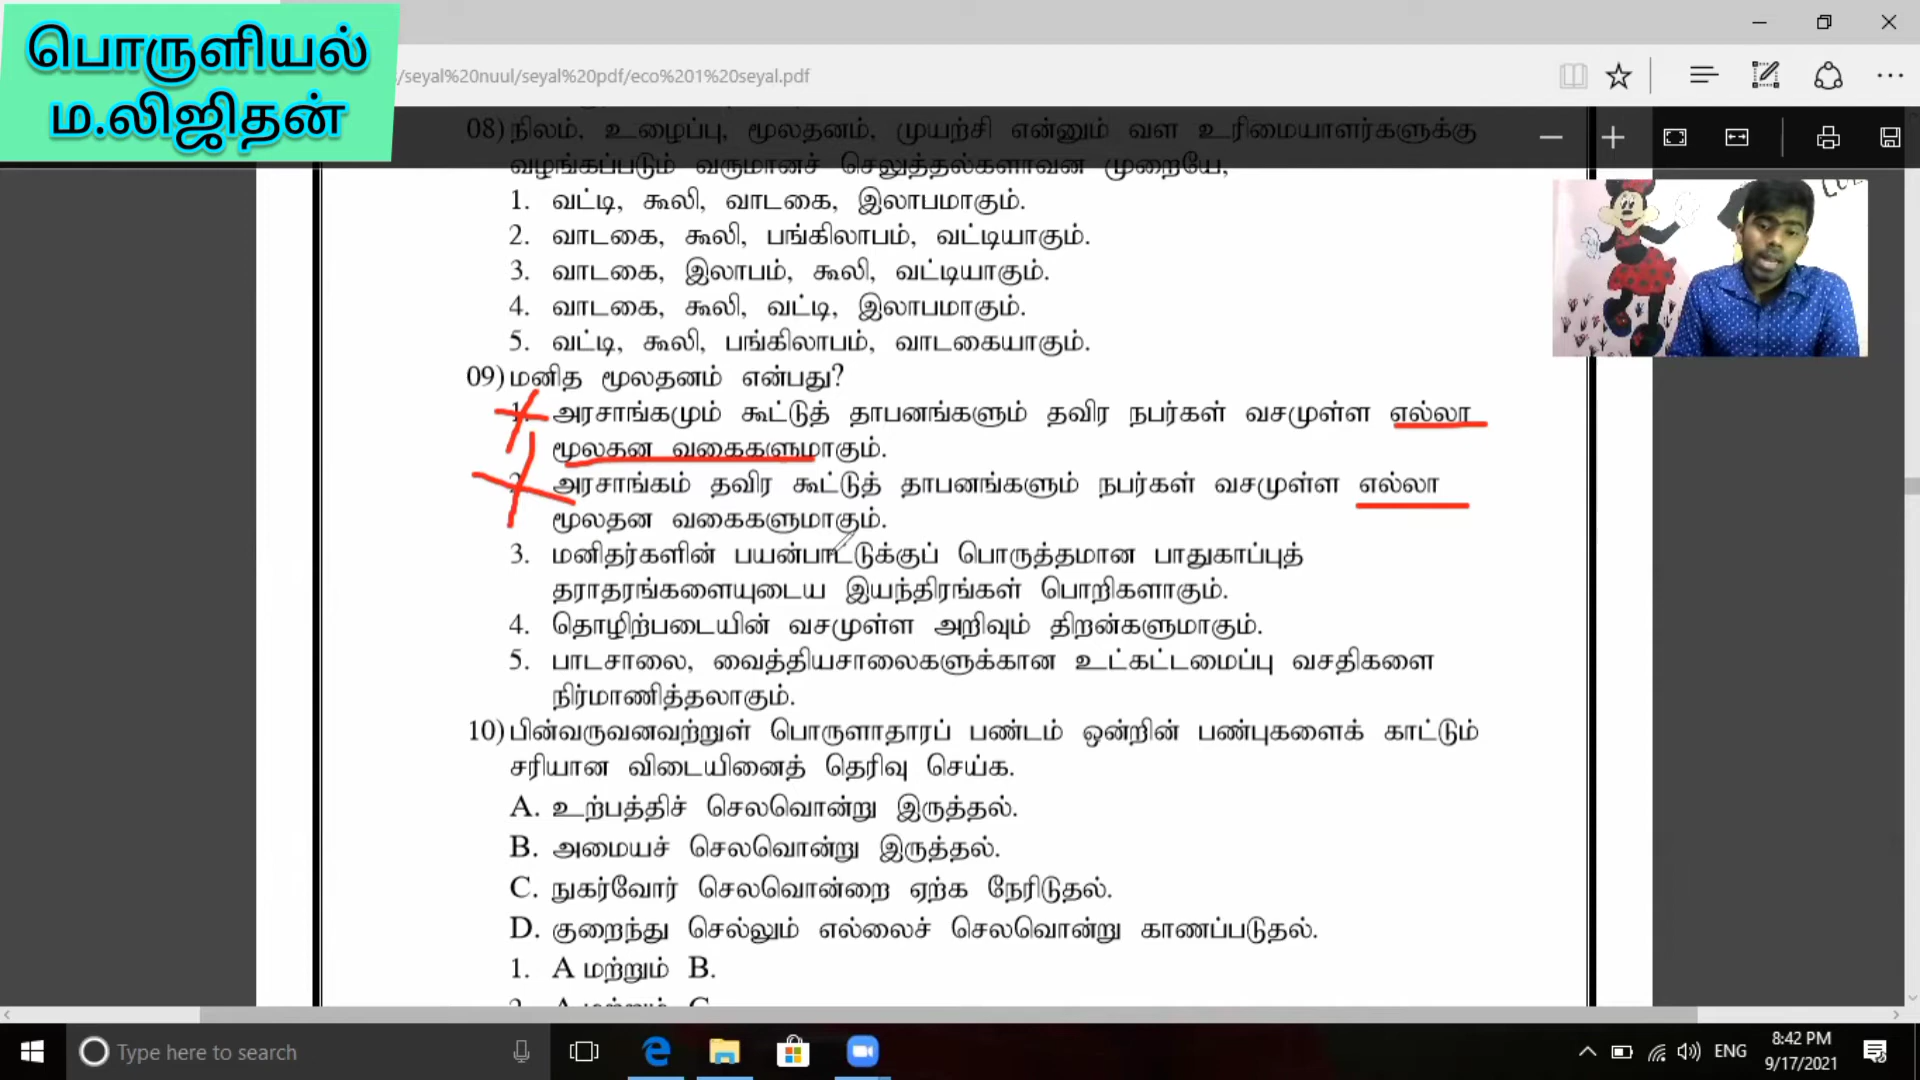 பொருளியல்
ம.லிஜிதன்
/seyal%20nuul/seyal%20pdf/eco%201%20seyal.pdf
08) நிலம், உழைப்பு, மூலதனம், முயற்சி என்னும் வள உரிமையாளர்களுக்கு
வழங்கப்படும் வருமானச் செலுத்தல்களாவன முறையே,
1. வட்டி, கூலி, வாடகை, இலாபமாகும்.
2. வாடகை, கூலி, பங்கிலாபம், வட்டியாகும்.
3. வாடகை, இலாபம், கூலி, வட்டியாகும்.
4. வாடகை, கூலி, வட்டி, இலாபமாகும்.
5. வட்டி, கூலி, பங்கிலாபம், வாடகையாகும்.
09) மனித மூலதனம் என்பது?
1. அரசாங்கமும் கூட்டுத் தாபனங்களும் தவிர நபர்கள் வசமுள்ள எல்லா
மூலதன வகைகளுமாகும்.
2. அரசாங்கம் தவிர கூட்டுத் தாபனங்களும் நபர்கள் வசமுள்ள எல்லா
மூலதன வகைகளுமாகும்.
3. மனிதர்களின் பயன்பாட்டுக்குப் பொருத்தமான பாதுகாப்புத்
தராதரங்களையுடைய இயந்திரங்கள் பொறிகளாகும்.
4. தொழிற்படையின் வசமுள்ள அறிவும் திறன்களுமாகும்.
5. பாடசாலை, வைத்தியசாலைகளுக்கான உட்கட்டமைப்பு வசதிகளை
நிர்மாணித்தலாகும்.
10) பின்வருவனவற்றுள் பொருளாதாரப் பண்டம் ஒன்றின் பண்புகளைக் காட்டும்
சரியான விடையினைத் தெரிவு செய்க.
A. உற்பத்திச் செலவொன்று இருத்தல்.
B. அமையச் செலவொன்று இருத்தல்.
C. நுகர்வோர் செலவொன்றை ஏற்க நேரிடுதல்.
D. குறைந்து செல்லும் எல்லைச் செலவொன்று காணப்படுதல்.
1. A மற்றும் B.
2. A மற்றும் C
Type here to search
ENG
8:42 PM
9/17/2021